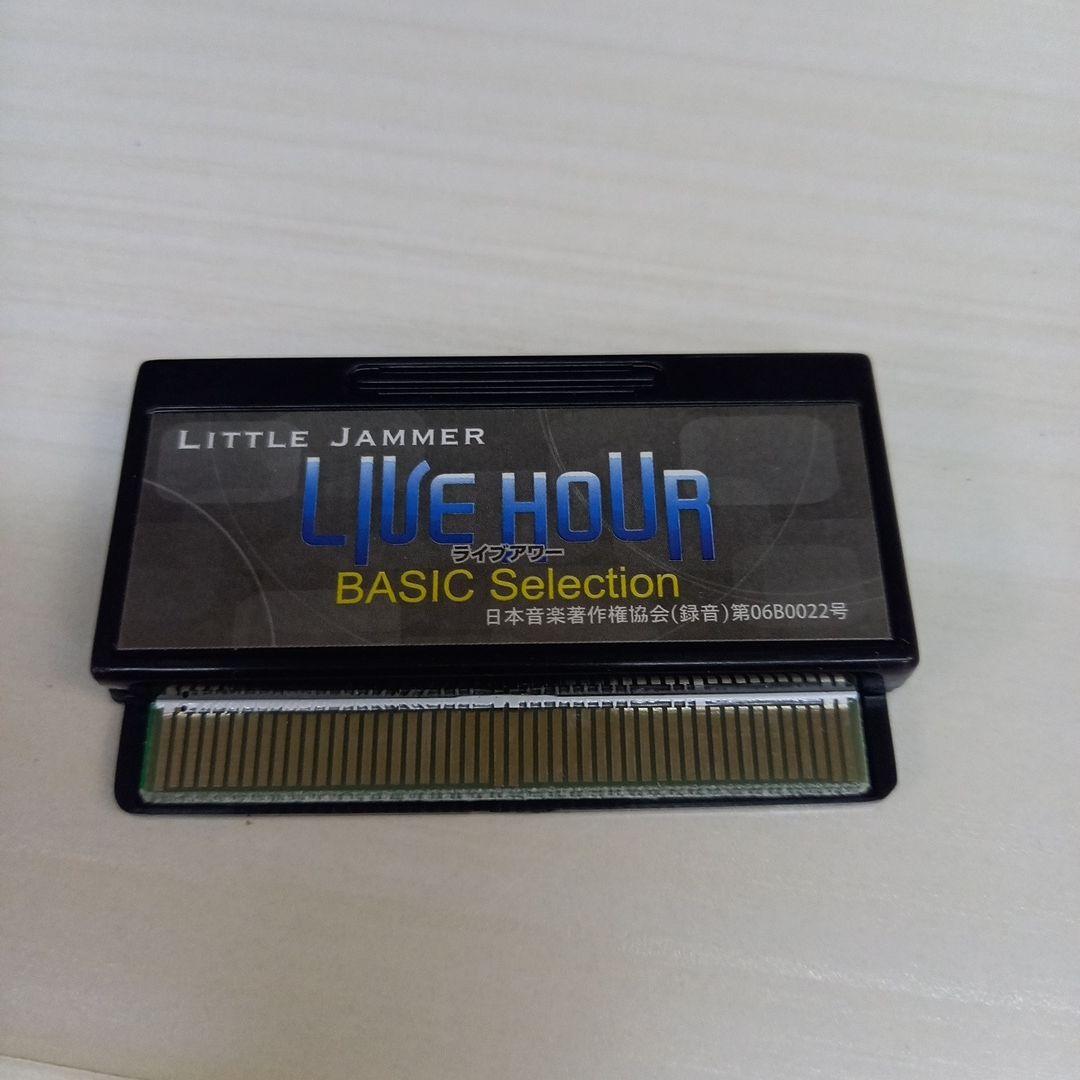 LITTLE JAMMER
LIVE HOUR
ライブアワー
BASIC Selection
日本音楽著作権協会(録音)第06B0022号